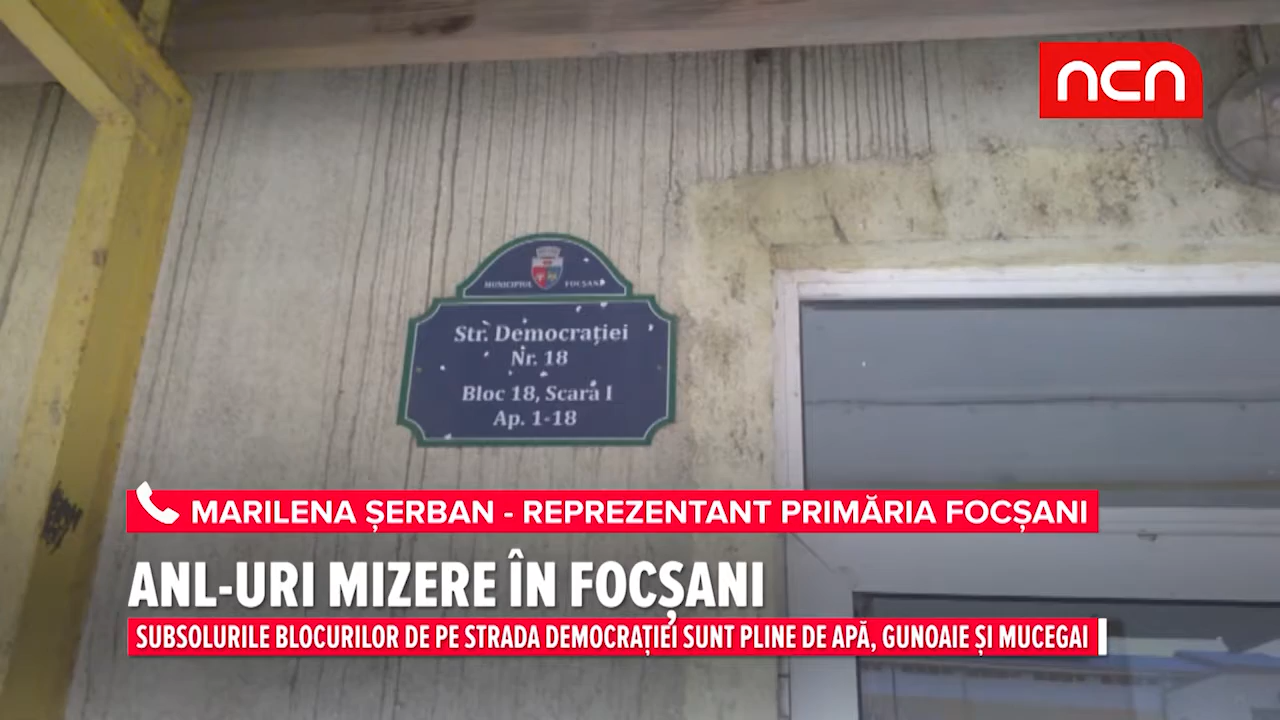 ncn
MUNICIPIUL FOCȘANI
Str. Democrației
Nr. 18
Bloc 18, Scara I
Ap. 1-18
MARILENA ȘERBAN - REPREZENTANT PRIMĂRIA FOCȘANI
ANL-URI MIZERE ÎN FOCȘANI
SUBSOLURILE BLOCURILOR DE PE STRADA DEMOCRAȚIEI SUNT PLINE DE APĂ, GUNOAIE ȘI MUCEGAI